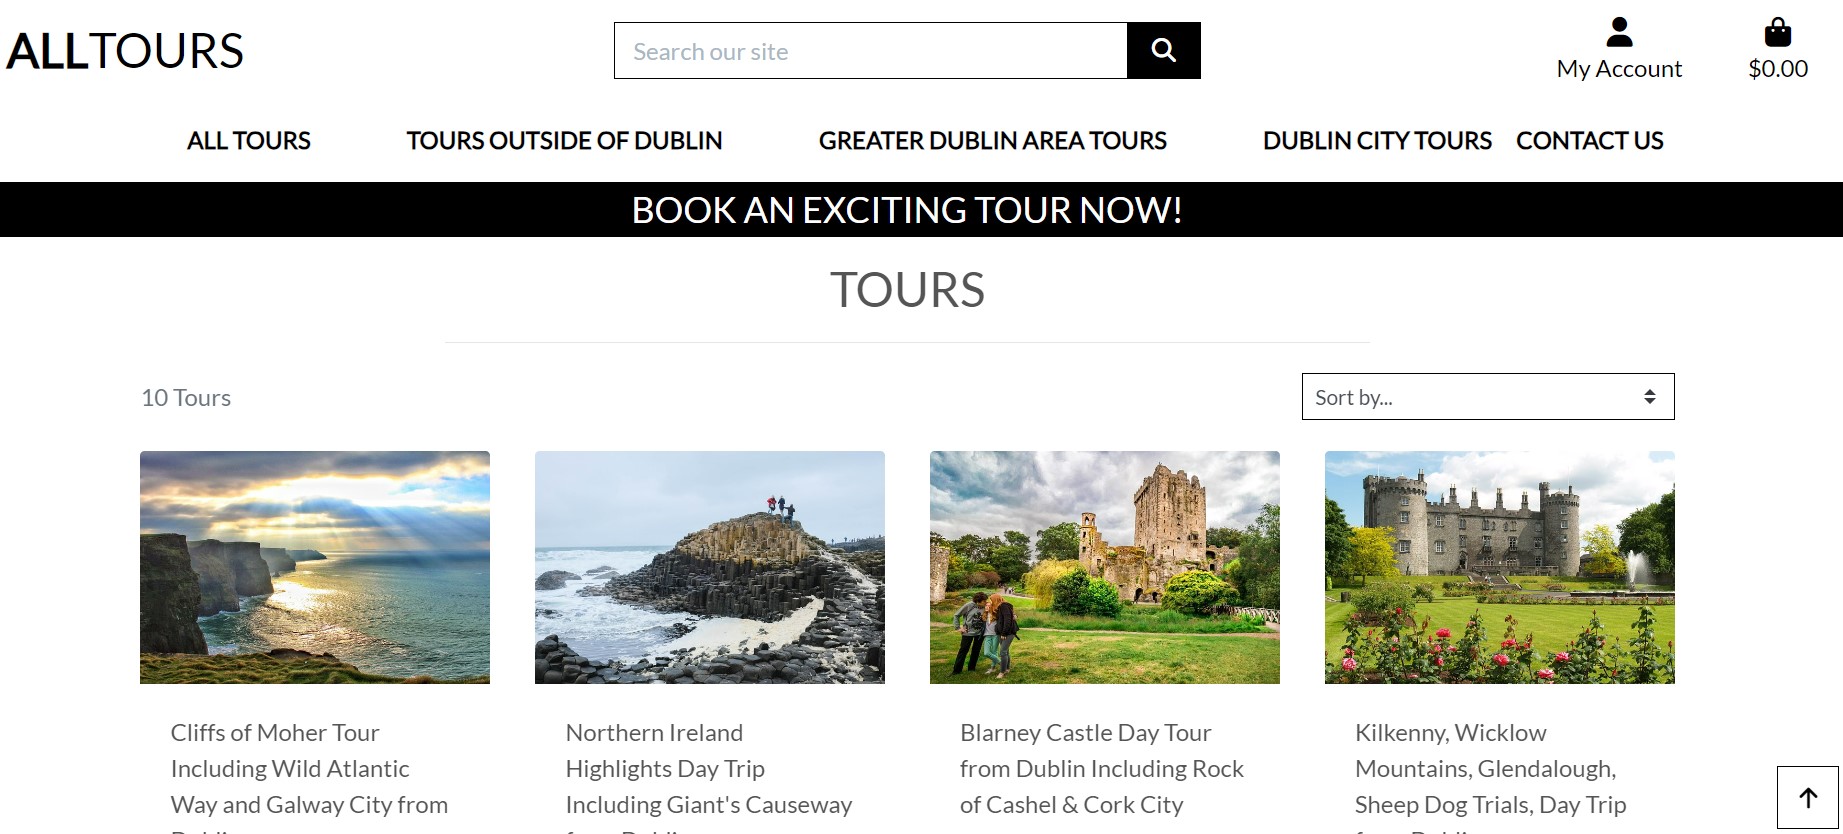 ALLTOURS
Search our site
My Account
$0.00
ALL TOURS
TOURS OUTSIDE OF DUBLIN
GREATER DUBLIN AREA TOURS
DUBLIN CITY TOURS
CONTACT US
BOOK AN EXCITING TOUR NOW!
TOURS
10 Tours
Sort by...
Cliffs of Moher Tour
Including Wild Atlantic
Way and Galway City from
Northern Ireland
Highlights Day Trip
Including Giant's Causeway
Blarney Castle Day Tour
from Dublin Including Rock
of Cashel & Cork City
Kilkenny, Wicklow
Mountains, Glendalough,
Sheep Dog Trials, Day Trip